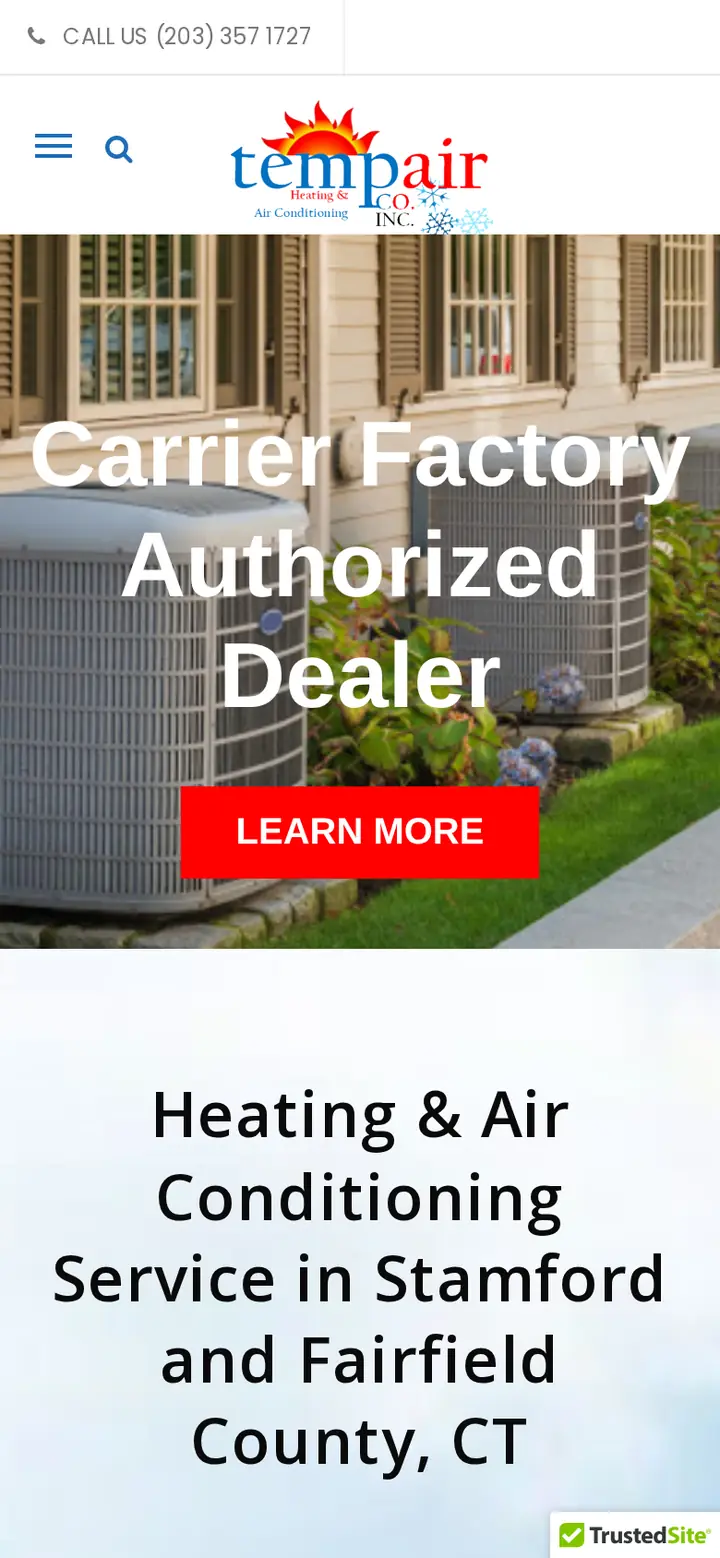 CALL US (203) 357 1727
tempair
Heating &
Air Conditioning
CO.
INC.
Carrier Factory
Authorized
Dealer
LEARN MORE
Heating & Air
Conditioning
Service in Stamford
and Fairfield
County, CT
TrustedSite